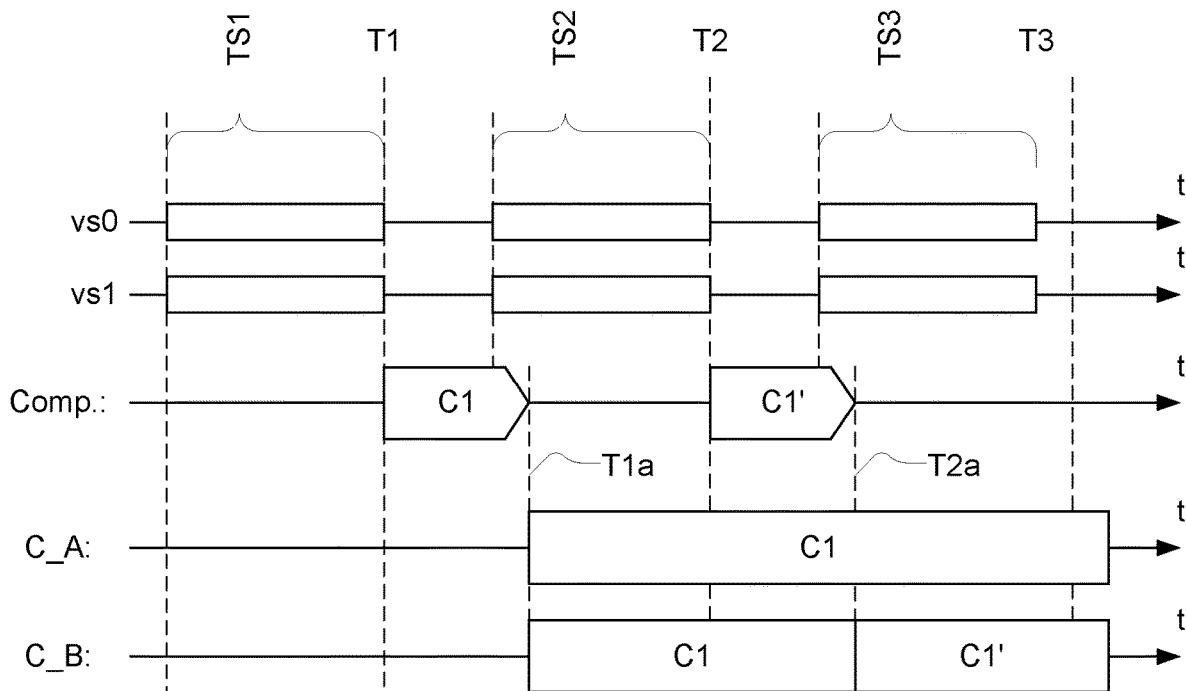 TS1 T1 TS2 T2 TS3 T3
t
vs0
t
vs1
t
Comp.: C1 C1'
T1a T2a
t
C_A: C1
t
C_B: C1 C1'